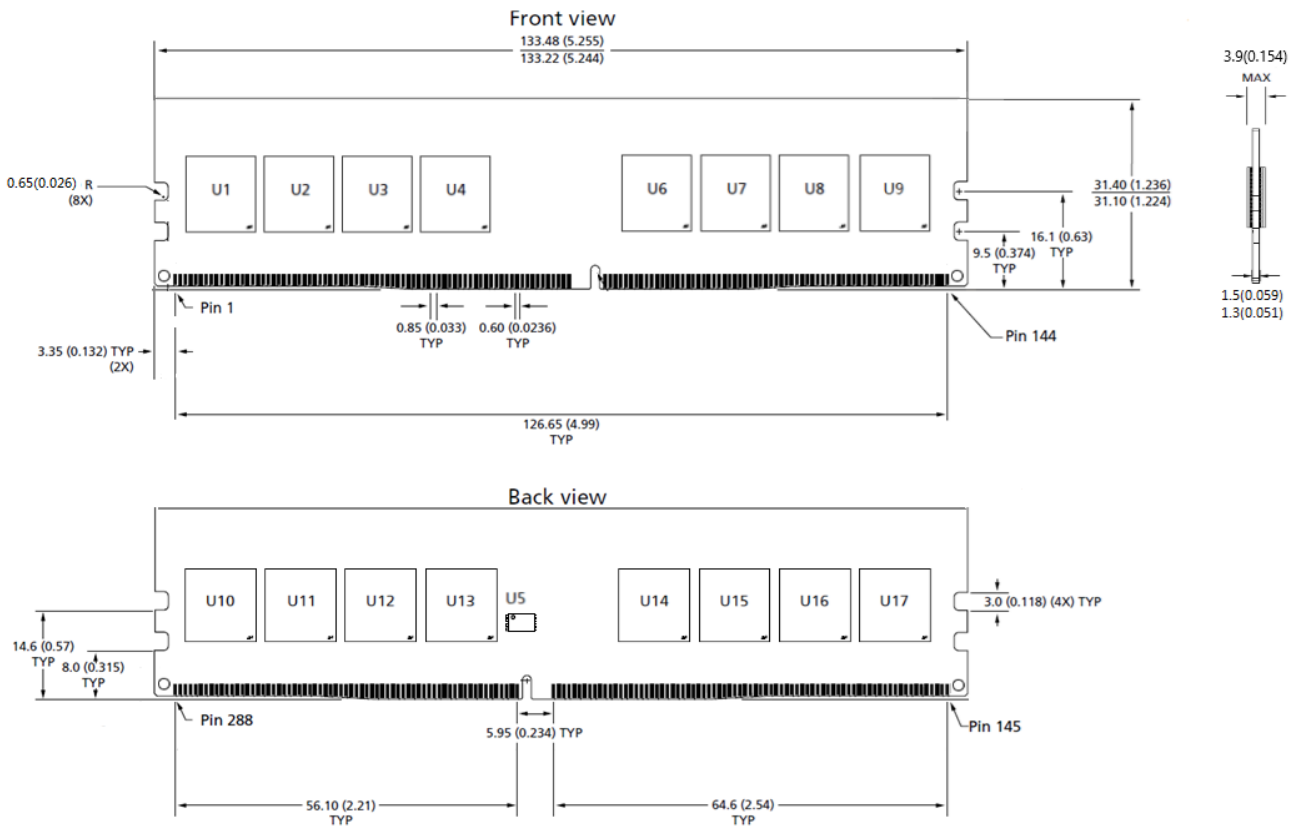 Front view
133.48 (5.255)
133.22 (5.244)
3.9(0.154)
MAX
U1 U2 U3 U4 U6 U7 U8 U9
0.65(0.026) R
(8X)
31.40 (1.236)
31.10 (1.224)
16.1 (0.63)
TYP
9.5 (0.374)
TYP
1.5(0.059)
1.3(0.051)
Pin 1
0.85 (0.033)
TYP
0.60 (0.0236)
TYP
Pin 144
3.35 (0.132) TYP
(2X)
126.65 (4.99)
TYP
Back view
U10 U11 U12 U13 U5 U14 U15 U16 U17
3.0 (0.118) (4X) TYP
14.6 (0.57)
TYP
8.0 (0.315)
TYP
Pin 288
5.95 (0.234) TYP
Pin 145
56.10 (2.21)
TYP
64.6 (2.54)
TYP